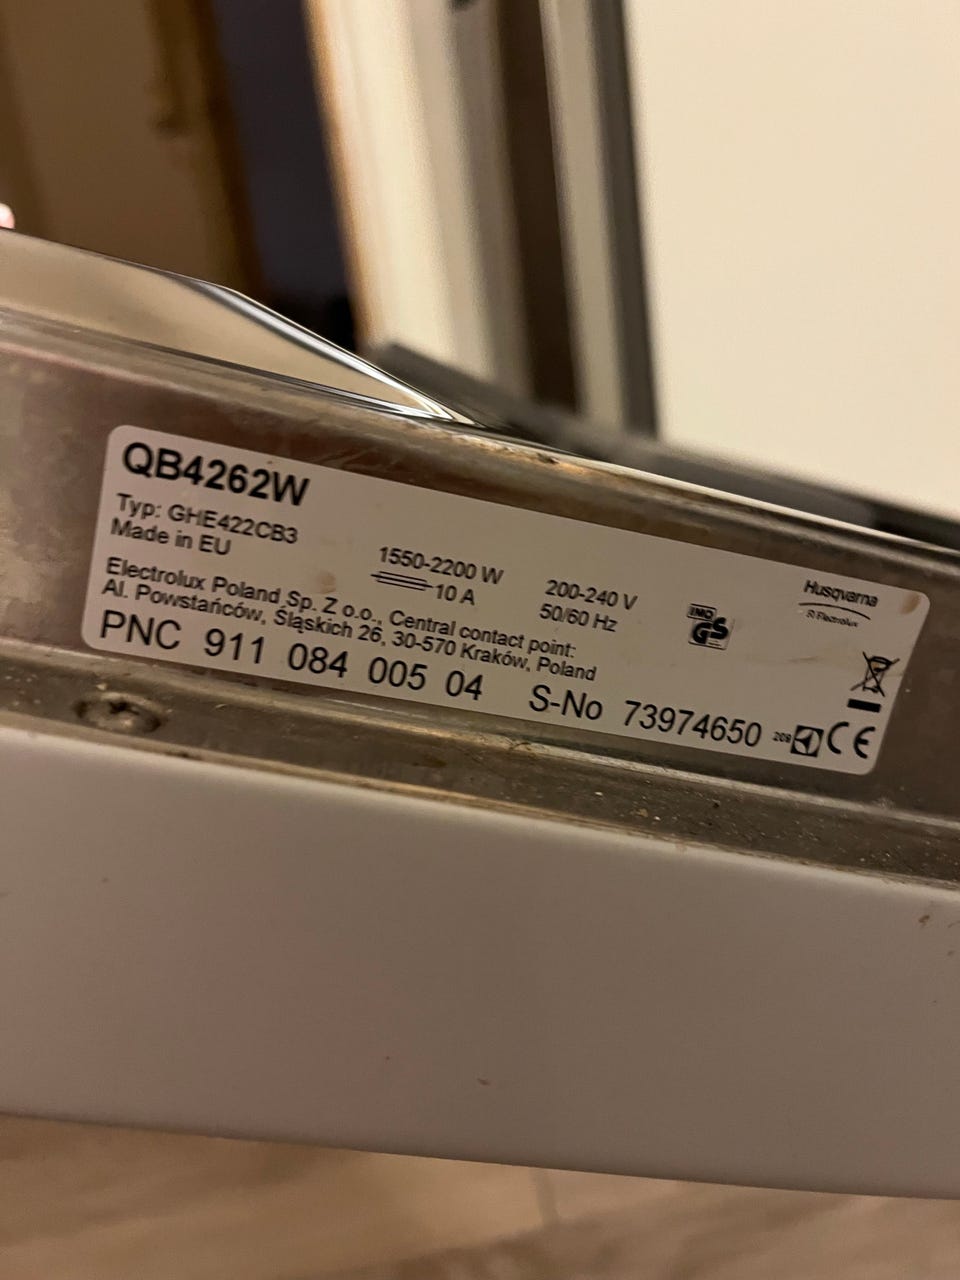 QB4262W
Typ: GHE422CB3
Made in EU
1550-2200 W
10 A
200-240 V
50/60 Hz
IMQ
GS
Husqvarna
Electrolux
Electrolux Poland Sp. Z o.o., Central contact point:
Al. Powstańców, Śląskich 26, 30-570 Kraków, Poland
PNC 911 084 005 04 S-No 73974650
CE